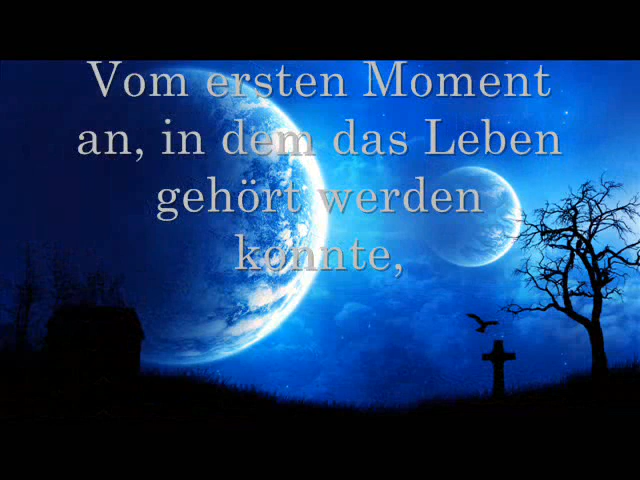 Vom ersten Moment
an, in dem das Leben
gehört werden
konnte,